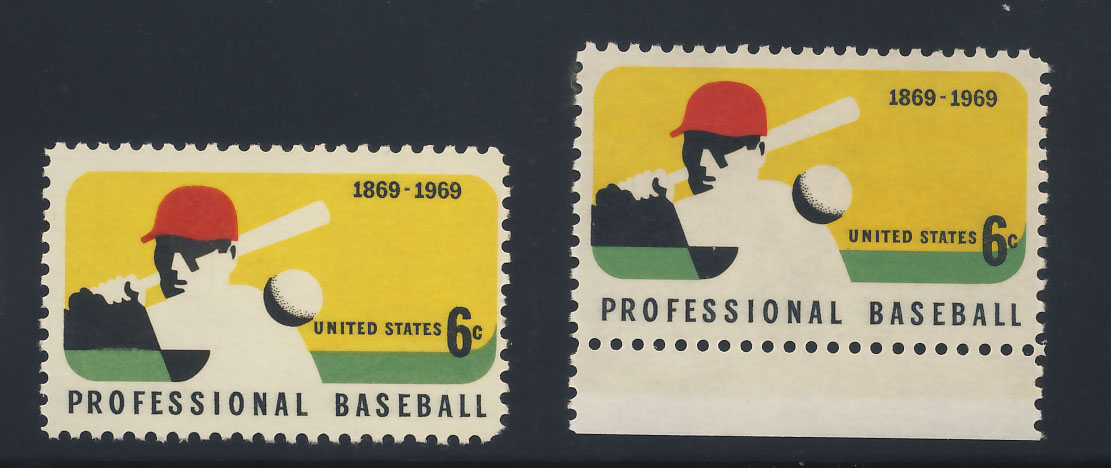 1869-1969
UNITED STATES 6c
PROFESSIONAL BASEBALL
1869-1969
UNITED STATES 6c
PROFESSIONAL BASEBALL